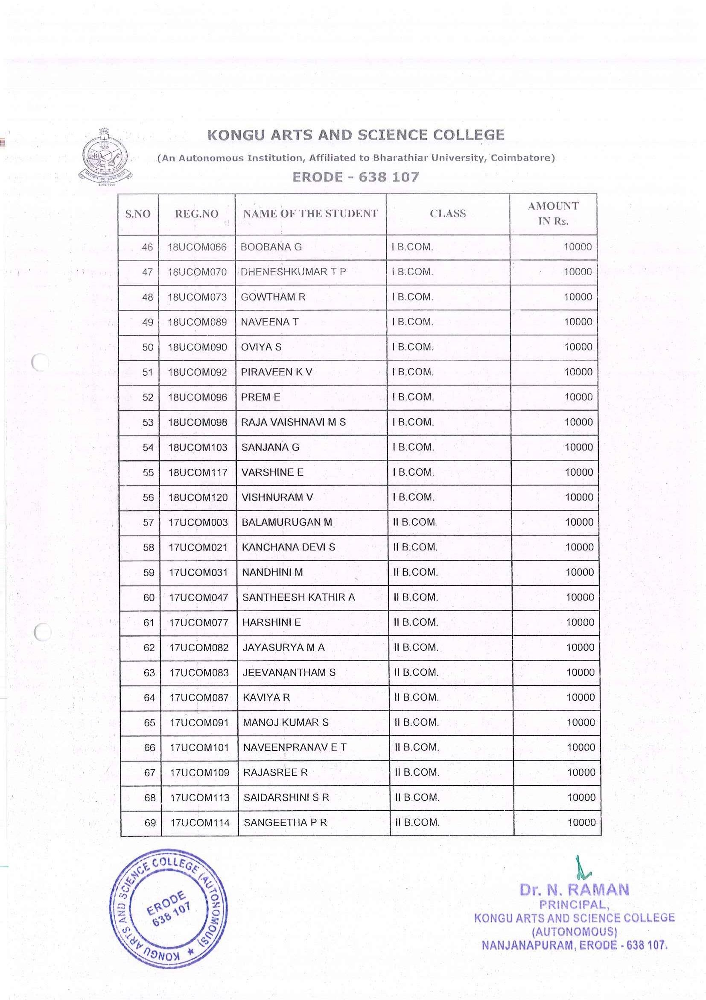 KONGU ARTS AND SCIENCE COLLEGE
(An Autonomous Institution, Affiliated to Bharathiar University, Coimbatore)
ERODE - 638 107
S.NO REG.NO NAME OF THE STUDENT CLASS AMOUNT IN Rs.
46 18UCOM066 BOOBANA G I B.COM. 10000
47 18UCOM070 DHENESHKUMAR T P I B.COM. 10000
48 18UCOM073 GOWTHAM R I B.COM. 10000
49 18UCOM089 NAVEENA T I B.COM. 10000
50 18UCOM090 OVIYA S I B.COM. 10000
51 18UCOM092 PIRAVEEN K V I B.COM. 10000
52 18UCOM096 PREM E I B.COM. 10000
53 18UCOM098 RAJA VAISHNAVI M S I B.COM. 10000
54 18UCOM103 SANJANA G I B.COM. 10000
55 18UCOM117 VARSHINE E I B.COM. 10000
56 18UCOM120 VISHNURAM V I B.COM. 10000
57 17UCOM003 BALAMURUGAN M II B.COM. 10000
58 17UCOM021 KANCHANA DEVI S II B.COM. 10000
59 17UCOM031 NANDHINI M II B.COM. 10000
60 17UCOM047 SANTHEESH KATHIR A II B.COM. 10000
61 17UCOM077 HARSHINI E II B.COM. 10000
62 17UCOM082 JAYASURYA M A II B.COM. 10000
63 17UCOM083 JEEVANANTHAM S II B.COM. 10000
64 17UCOM087 KAVIYA R II B.COM. 10000
65 17UCOM091 MANOJ KUMAR S II B.COM. 10000
66 17UCOM101 NAVEENPRANAV E T II B.COM. 10000
67 17UCOM109 RAJASREE R II B.COM. 10000
68 17UCOM113 SAIDARSHINI S R II B.COM. 10000
69 17UCOM114 SANGEETHA P R II B.COM. 10000
KONGU ARTS AND SCIENCE COLLEGE (AUTONOMOUS) ★
ERODE
638 107
Dr. N. RAMAN
PRINCIPAL,
KONGU ARTS AND SCIENCE COLLEGE
(AUTONOMOUS)
NANJANAPURAM, ERODE - 638 107.